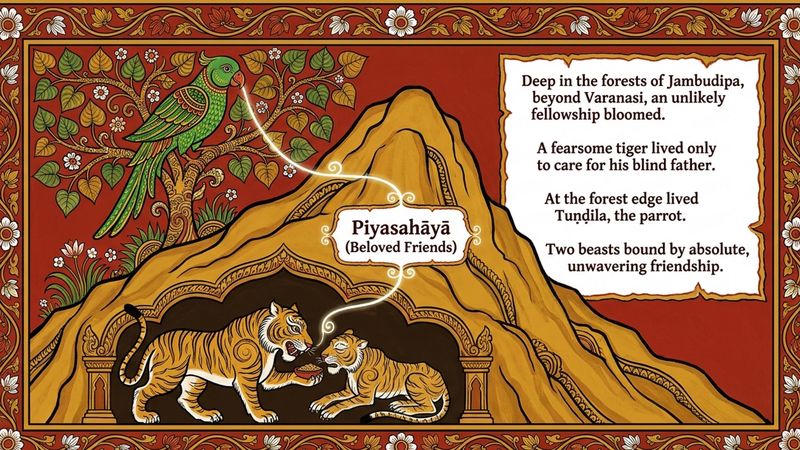 Piyasahāyā
(Beloved Friends)
Deep in the forests of Jambudipa,
beyond Varanasi, an unlikely
fellowship bloomed.
A fearsome tiger lived only
to care for his blind father.
At the forest edge lived
Tuṇḍila, the parrot.
Two beasts bound by absolute,
unwavering friendship.